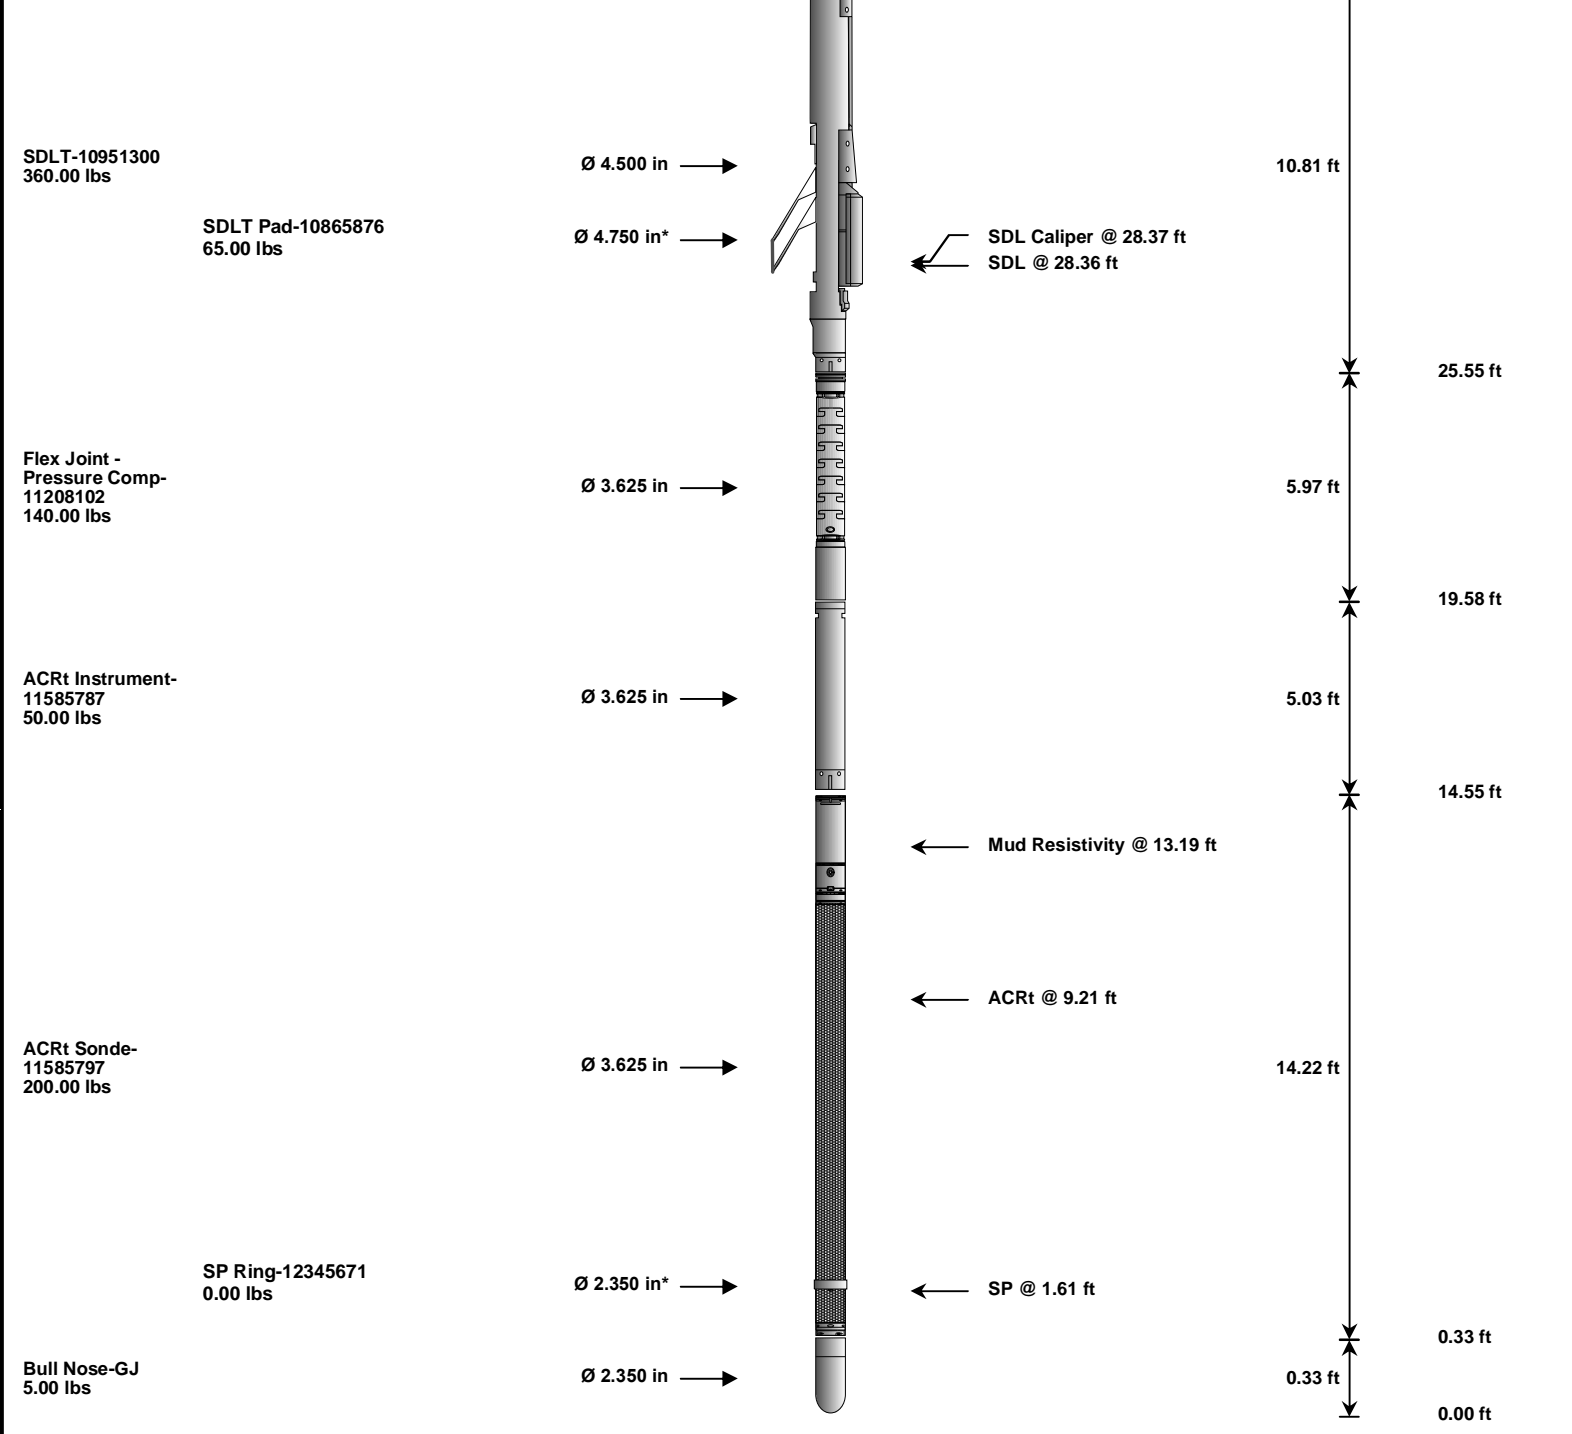 SDLT-10951300
360.00 lbs
Ø 4.500 in
10.81 ft
SDLT Pad-10865876
65.00 lbs
Ø 4.750 in*
SDL Caliper @ 28.37 ft
SDL @ 28.36 ft
25.55 ft
Flex Joint -
Pressure Comp-
11208102
140.00 lbs
Ø 3.625 in
5.97 ft
19.58 ft
ACRt Instrument-
11585787
50.00 lbs
Ø 3.625 in
5.03 ft
14.55 ft
Mud Resistivity @ 13.19 ft
ACRt @ 9.21 ft
ACRt Sonde-
11585797
200.00 lbs
Ø 3.625 in
14.22 ft
SP Ring-12345671
0.00 lbs
Ø 2.350 in*
SP @ 1.61 ft
0.33 ft
Bull Nose-GJ
5.00 lbs
Ø 2.350 in
0.33 ft
0.00 ft